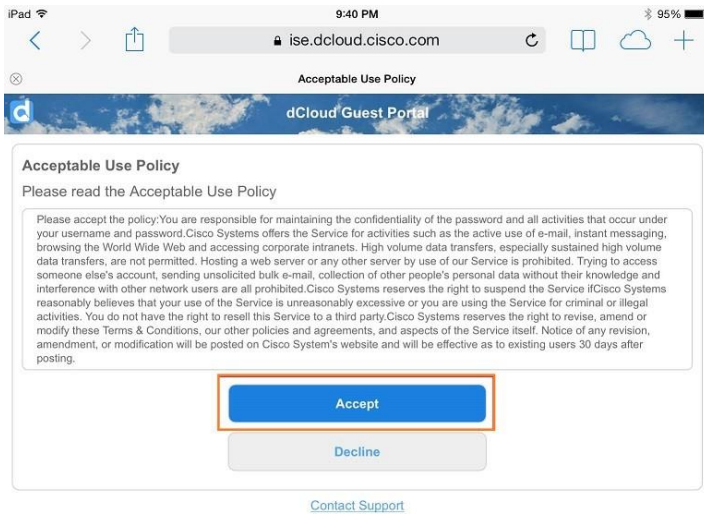 iPad 9:40 PM 95%
ise.dcloud.cisco.com
Acceptable Use Policy
d dCloud Guest Portal
Acceptable Use Policy
Please read the Acceptable Use Policy
Please accept the policy:You are responsible for maintaining the confidentiality of the password and all activities that occur under
your username and password.Cisco Systems offers the Service for activities such as the active use of e-mail, instant messaging,
browsing the World Wide Web and accessing corporate intranets. High volume data transfers, especially sustained high volume
data transfers, are not permitted. Hosting a web server or any other server by use of our Service is prohibited. Trying to access
someone else's account, sending unsolicited bulk e-mail, collection of other people's personal data without their knowledge and
interference with other network users are all prohibited.Cisco Systems reserves the right to suspend the Service ifCisco Systems
reasonably believes that your use of the Service is unreasonably excessive or you are using the Service for criminal or illegal
activities. You do not have the right to resell this Service to a third party.Cisco Systems reserves the right to revise, amend or
modify these Terms & Conditions, our other policies and agreements, and aspects of the Service itself. Notice of any revision,
amendment, or modification will be posted on Cisco System's website and will be effective as to existing users 30 days after
posting.
Accept
Decline
Contact Support